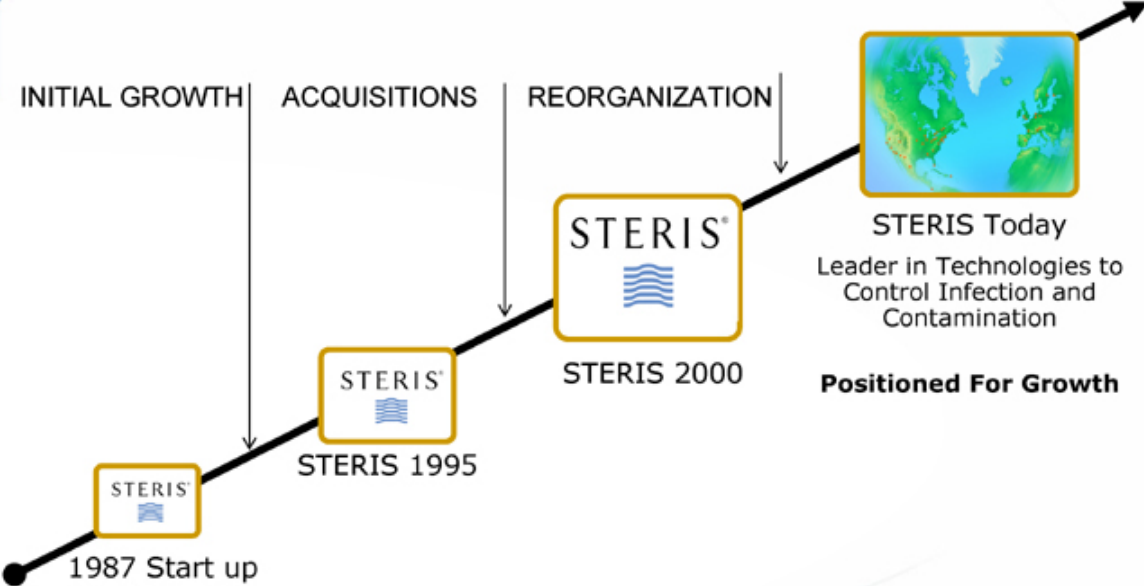 INITIAL GROWTH
ACQUISITIONS
REORGANIZATION
STERIS®
1987 Start up
STERIS®
STERIS 1995
STERIS®
STERIS 2000
STERIS Today
Leader in Technologies to
Control Infection and
Contamination
Positioned For Growth